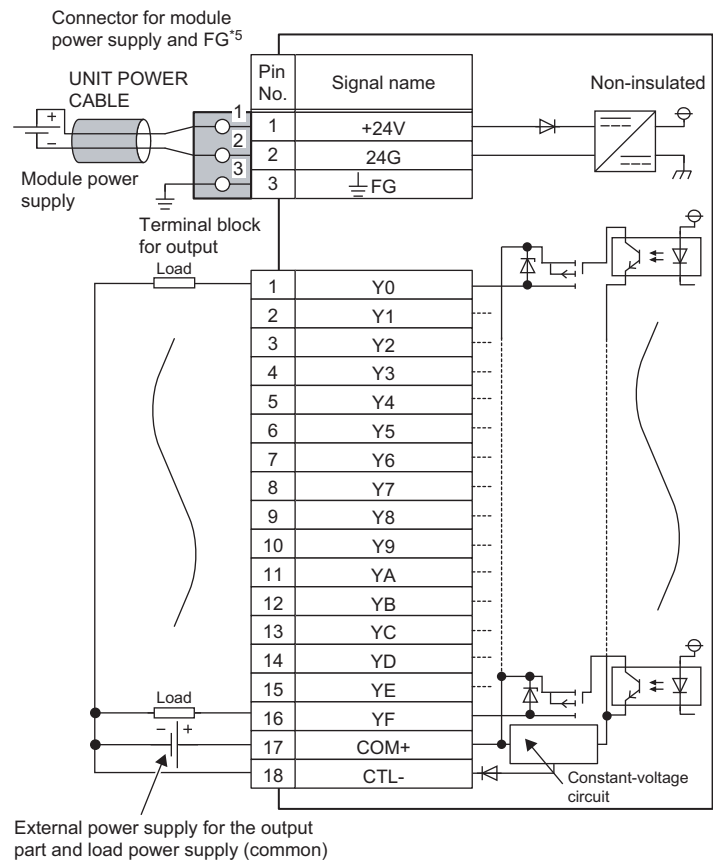 Connector for module
power supply and FG*5
UNIT POWER
CABLE
+
-
Module power
supply
1
2
3
Pin
No.
Signal name
1 +24V
2 24G
3 FG
Non-insulated
Terminal block
for output
Load
1 Y0
2 Y1
3 Y2
4 Y3
5 Y4
6 Y5
7 Y6
8 Y7
9 Y8
10 Y9
11 YA
12 YB
13 YC
14 YD
15 YE
Load
16 YF
- +
17 COM+
18 CTL-
Constant-voltage
circuit
External power supply for the output
part and load power supply (common)